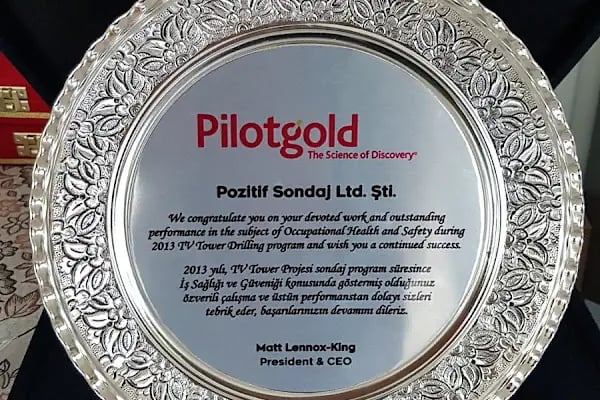 Pilotgold
The Science of Discovery®
Pozitif Sondaj Ltd. Şti.
We congratulate you on your devoted work and outstanding
performance in the subject of Occupational Health and Safety during
2013 TV Tower Drilling program and wish you a continued success.
2013 yılı, TV Tower Projesi sondaj program süresince
İş Sağlığı ve Güveniği konusunda göstermiş olduğunuz
özverili çalışma ve üstün performanstan dolayı sizleri
tebrik eder, başarılarınızın devamını dileriz.
Matt Lennox-King
President & CEO